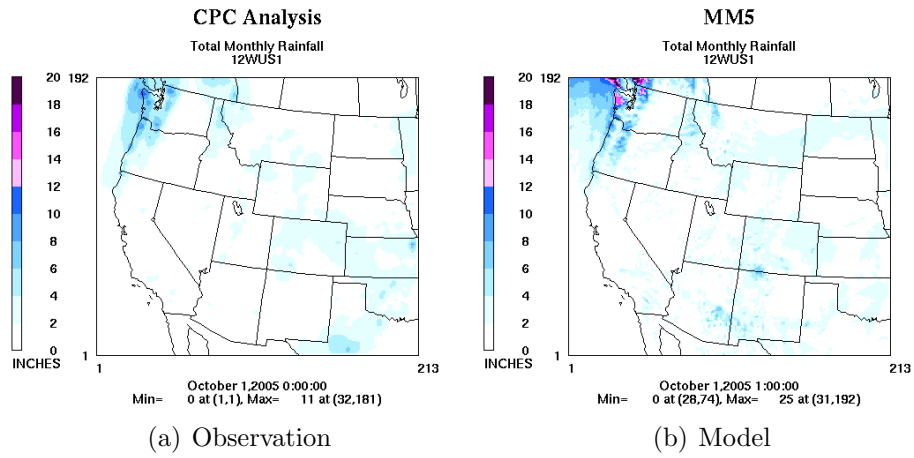 CPC Analysis
Total Monthly Rainfall
12WUS1
192
20
18
16
14
12
10
8
6
4
2
0
INCHES
1
1
213
October 1,2005 0:00:00
Min= 0 at (1,1), Max= 11 at (32,181)
(a) Observation
MM5
Total Monthly Rainfall
12WUS1
192
20
18
16
14
12
10
8
6
4
2
0
INCHES
1
1
213
October 1,2005 1:00:00
Min= 0 at (28,74), Max= 25 at (31,192)
(b) Model